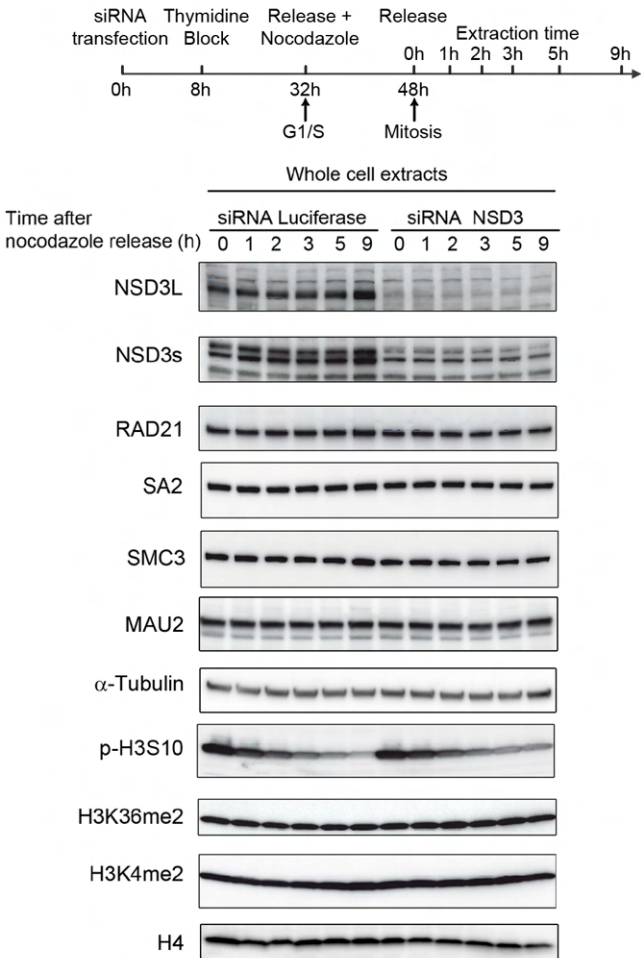 siRNA Thymidine Release + Release
transfection Block Nocodazole Extraction time
0h 1h 2h 3h 5h 9h
0h 8h 32h 48h
G1/S Mitosis
Whole cell extracts
Time after siRNA Luciferase siRNA NSD3
nocodazole release (h) 0 1 2 3 5 9 0 1 2 3 5 9
NSD3L
NSD3s
RAD21
SA2
SMC3
MAU2
α-Tubulin
p-H3S10
H3K36me2
H3K4me2
H4